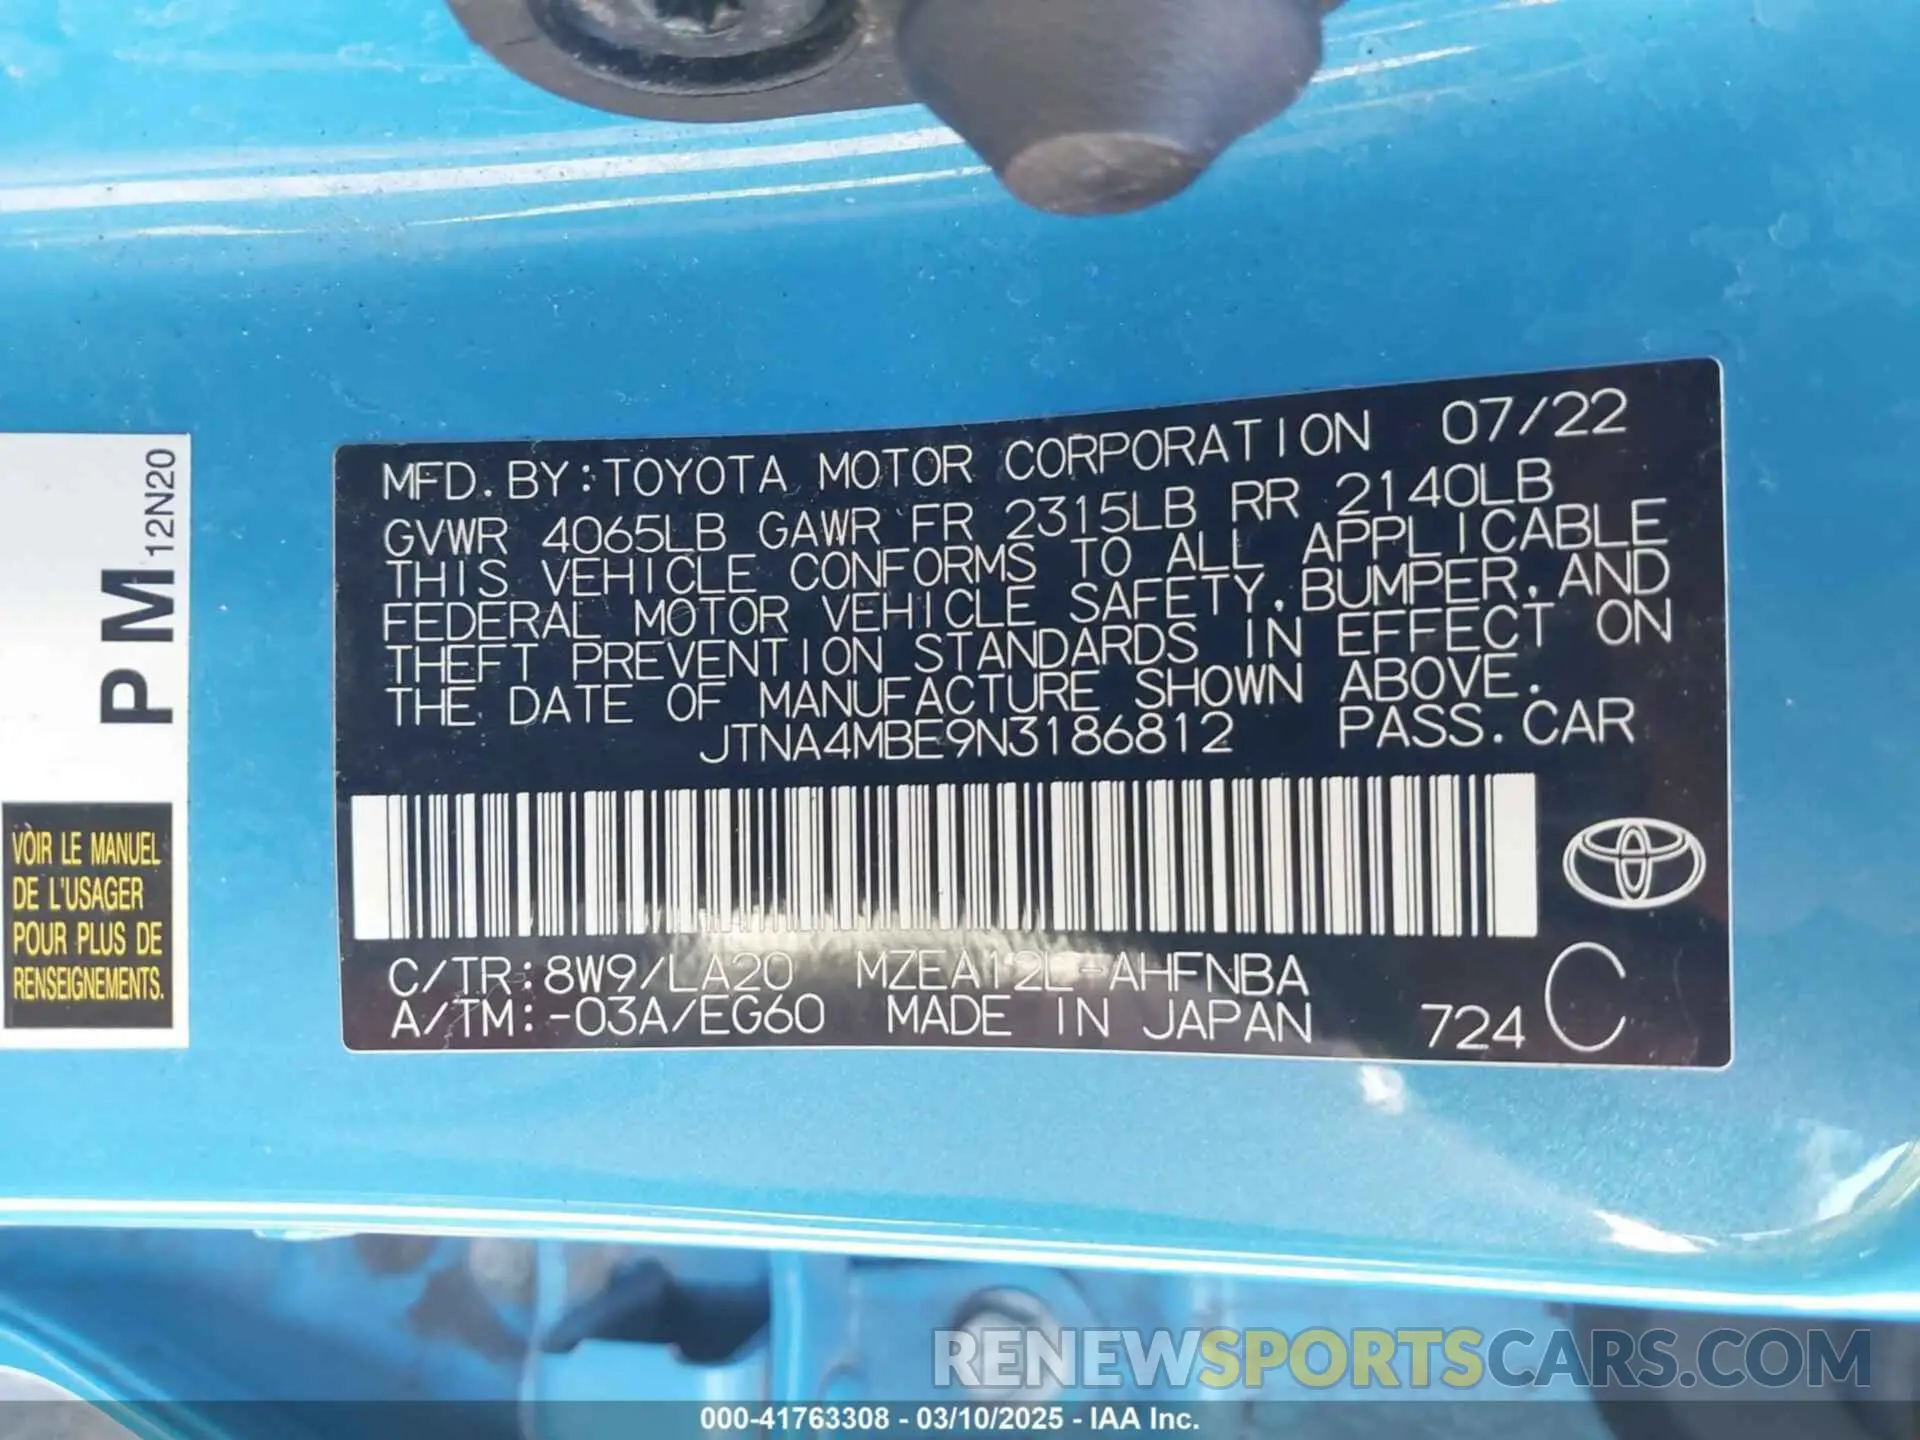 MFD. BY:TOYOTA MOTOR CORPORATION 07/22
GVWR 4065LB GAWR FR 2315LB RR 2140LB
THIS VEHICLE CONFORMS TO ALL APPLICABLE
FEDERAL MOTOR VEHICLE SAFETY, BUMPER, AND
THEFT PREVENTION STANDARDS IN EFFECT ON
THE DATE OF MANUFACTURE SHOWN ABOVE.
JTNA4MBE9N3186812 PASS. CAR
C/TR:8W9/LA20 MZEA12L-AHFNBA
A/TM:-03A/EG60 MADE IN JAPAN 724 C
PM 12N20
VOIR LE MANUEL
DE L'USAGER
POUR PLUS DE
RENSEIGNEMENTS.
RENEWSPORTSCARS.COM
000-41763308 - 03/10/2025 - IAA Inc.